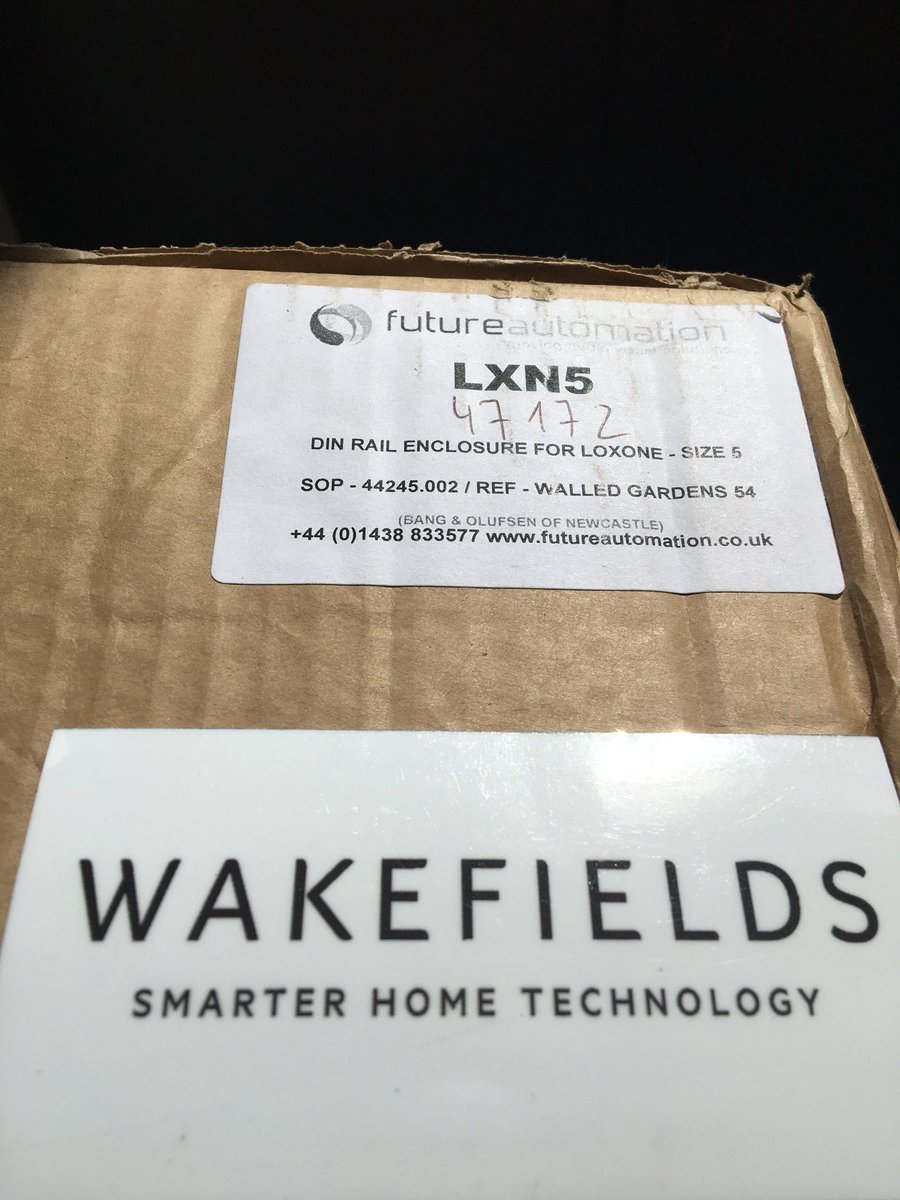 futureautomation
LXN5
47172
DIN RAIL ENCLOSURE FOR LOXONE - SIZE 5
SOP - 44245.002 / REF - WALLED GARDENS 54
(BANG & OLUFSEN OF NEWCASTLE)
+44 (0)1438 833577 www.futureautomation.co.uk
WAKEFIELDS
SMARTER HOME TECHNOLOGY